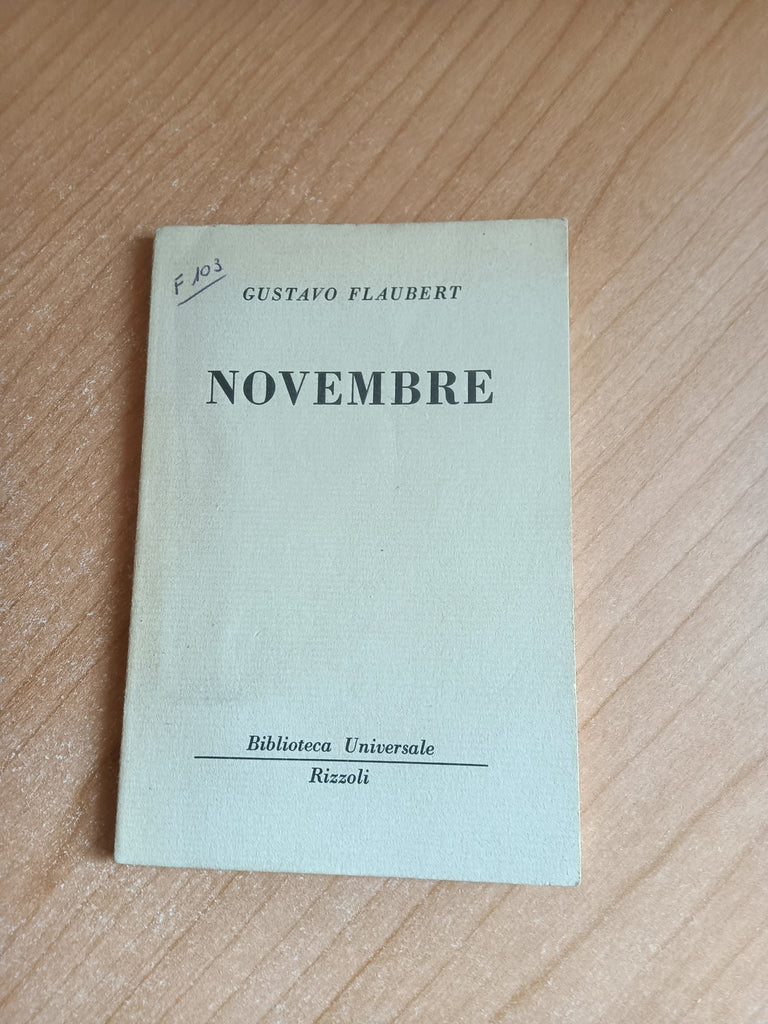 F 103
GUSTAVO FLAUBERT
NOVEMBRE
Biblioteca Universale
Rizzoli